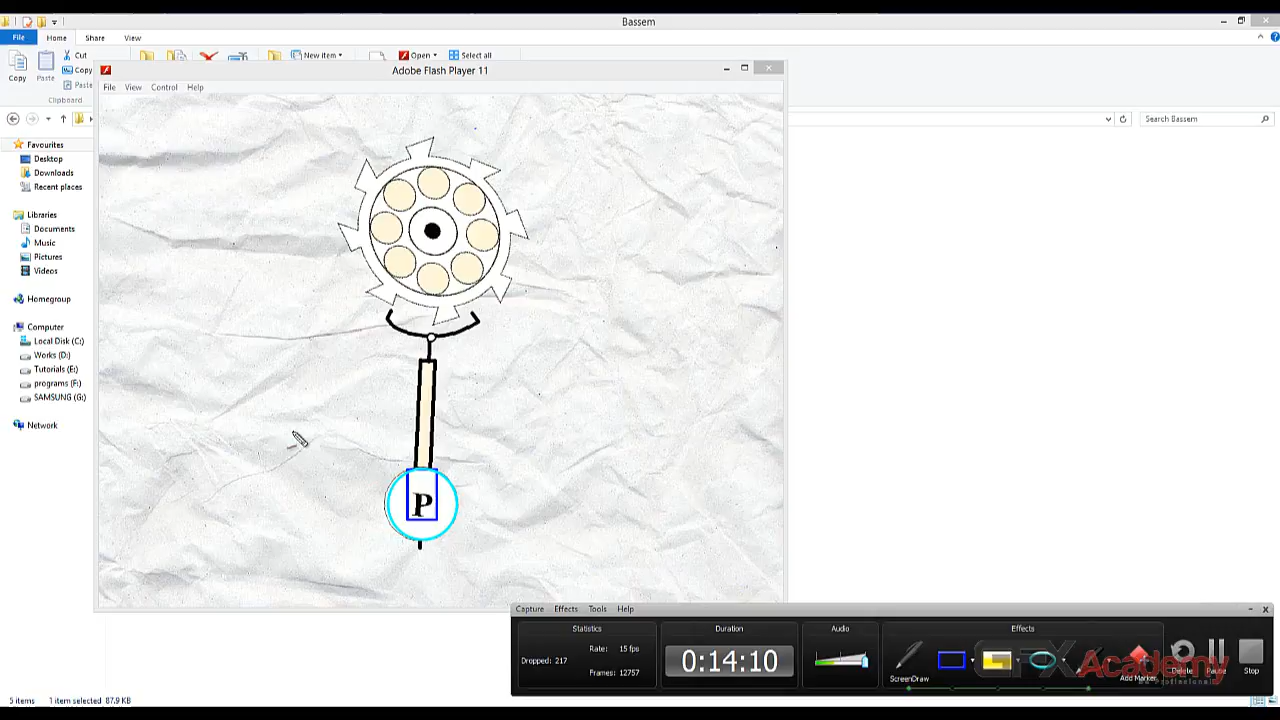 Bassem
File Home Share View
Cut
New item
Open
Select all
Copy
Paste
Copy
Paste
Clipboard
Search Bassem
Adobe Flash Player 11
File View Control Help
Favourites
Desktop
Downloads
Recent places
Libraries
Documents
Music
Pictures
Videos
Homegroup
Computer
Local Disk (C:)
Works (D:)
Tutorials (E:)
programs (F:)
SAMSUNG (G:)
Network
P
Capture Effects Tools Help
Statistics
Duration
Audio
Effects
Rate: 15 fps
Dropped: 217
Frames: 12757
0:14:10
ScreenDraw
Add Marker
Delete
Pause
Stop
GFXAcademy
5 items 1 item selected 87.9 KB